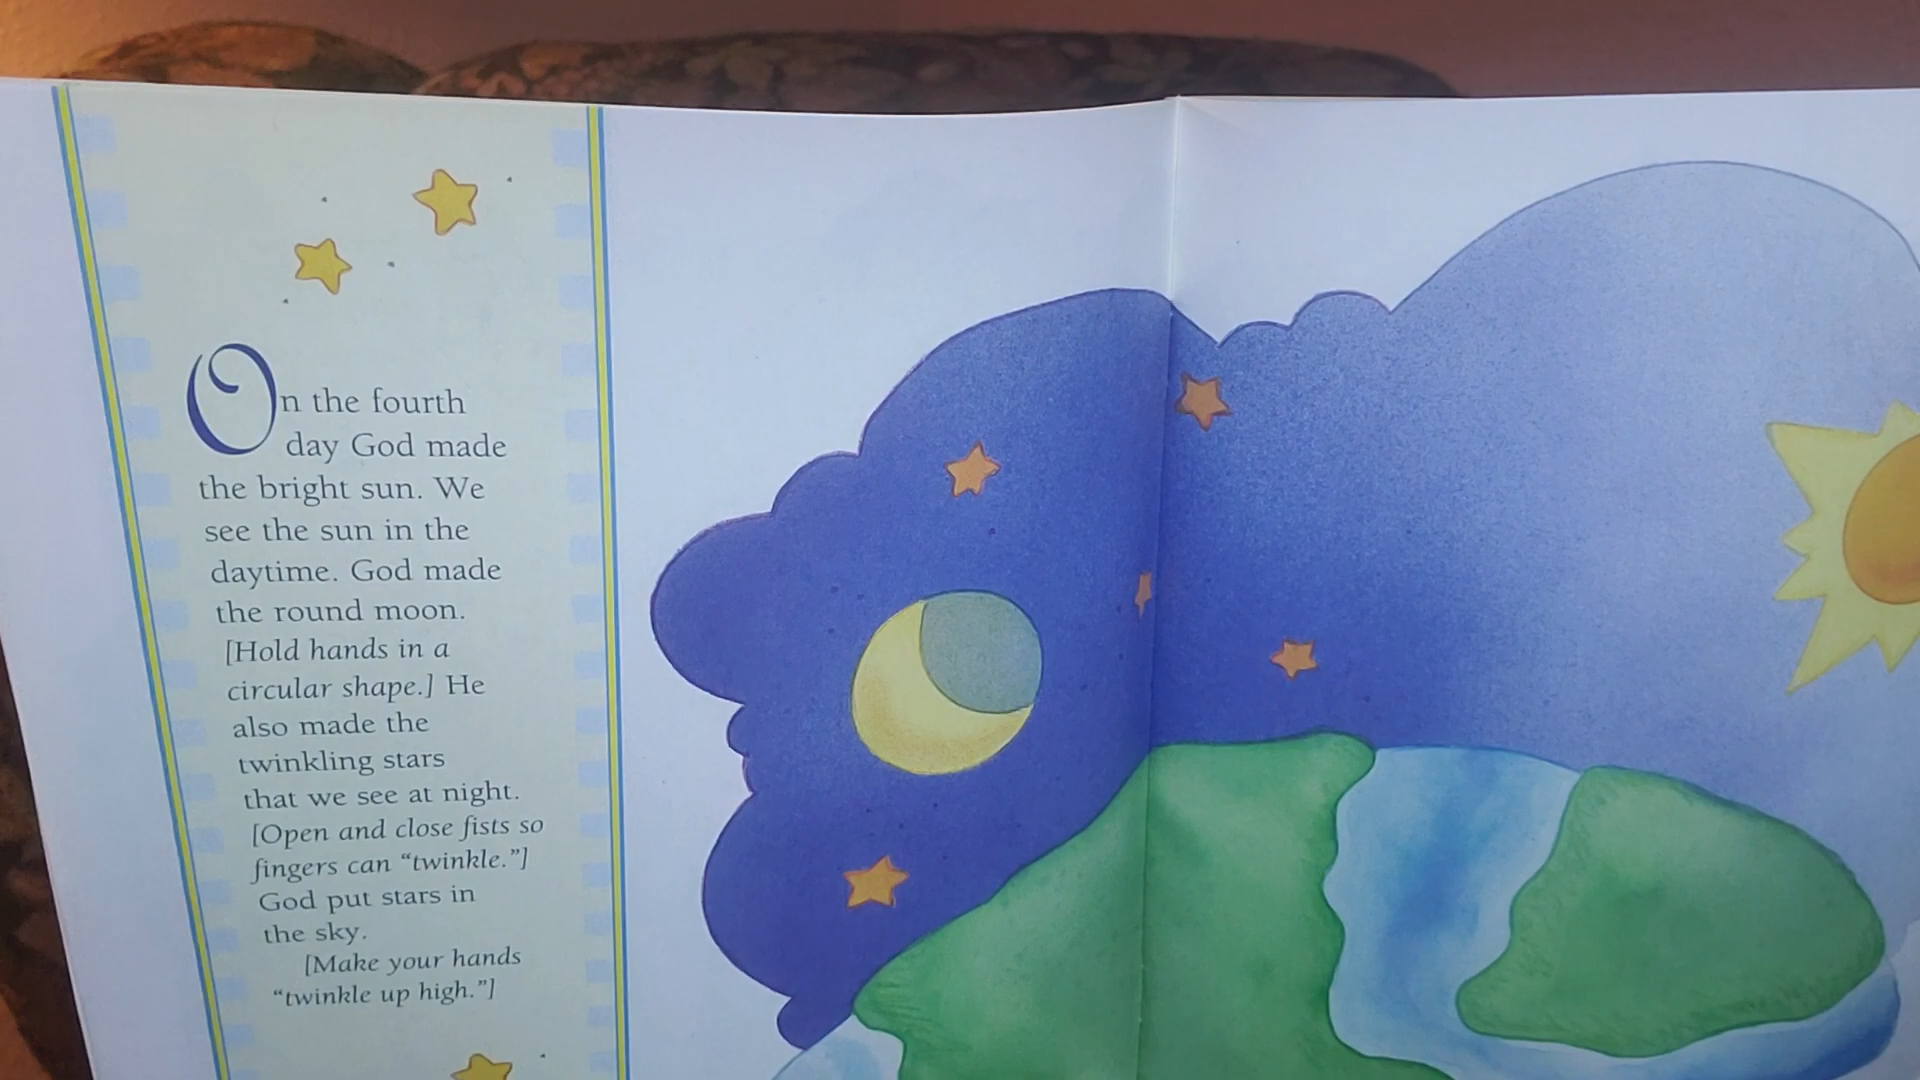 On the fourth
day God made
the bright sun. We
see the sun in the
daytime. God made
the round moon.
[Hold hands in a
circular shape.] He
also made the
twinkling stars
that we see at night.
[Open and close fists so
fingers can “twinkle.”]
God put stars in
the sky.
[Make your hands
“twinkle up high.”]